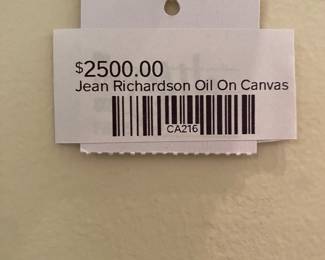 $2500.00
Jean Richardson Oil On Canvas
CA216